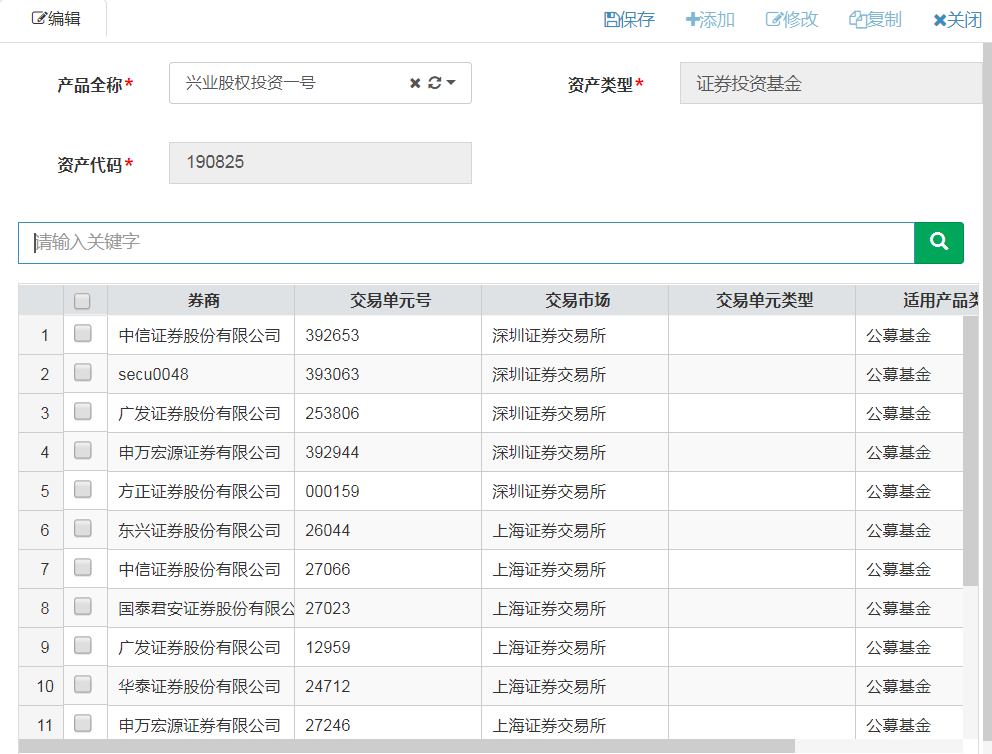 编辑 保存 添加 修改 复制 关闭
产品全称* 兴业股权投资一号 资产类型* 证券投资基金
资产代码* 190825
请输入关键字
券商 交易单元号 交易市场 交易单元类型 适用产品类
1 中信证券股份有限公司 392653 深圳证券交易所 公募基金
2 secu0048 393063 深圳证券交易所 公募基金
3 广发证券股份有限公司 253806 深圳证券交易所 公募基金
4 申万宏源证券有限公司 392944 深圳证券交易所 公募基金
5 方正证券股份有限公司 000159 深圳证券交易所 公募基金
6 东兴证券股份有限公司 26044 上海证券交易所 公募基金
7 中信证券股份有限公司 27066 上海证券交易所 公募基金
8 国泰君安证券股份有限公 27023 上海证券交易所 公募基金
9 广发证券股份有限公司 12959 上海证券交易所 公募基金
10 华泰证券股份有限公司 24712 上海证券交易所 公募基金
11 申万宏源证券有限公司 27246 上海证券交易所 公募基金